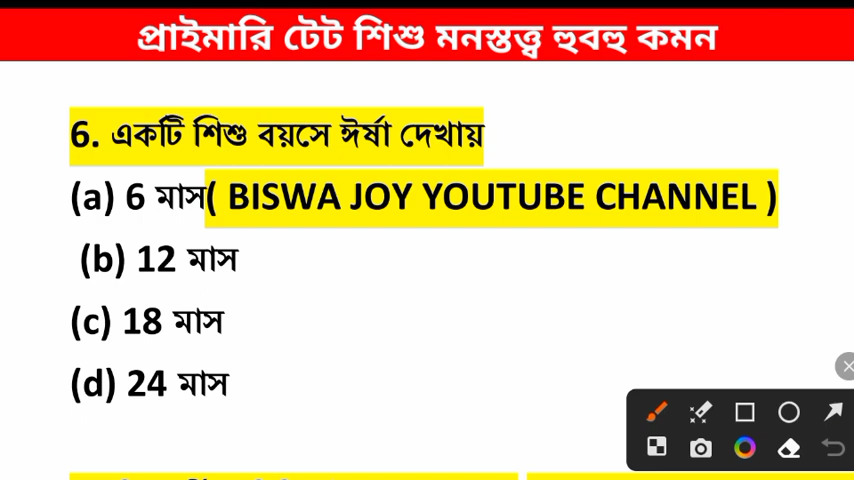 প্রাইমারি টেট শিশু মনস্তত্ত্ব হুবহু কমন
6. একটি শিশু বয়সে ঈর্ষা দেখায়
(a) 6 মাস( BISWA JOY YOUTUBE CHANNEL )
(b) 12 মাস
(c) 18 মাস
(d) 24 মাস